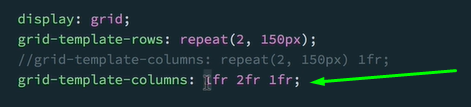 display: grid;
grid-template-rows: repeat(2, 150px);
//grid-template-columns: repeat(2, 150px) 1fr;
grid-template-columns: 1fr 2fr 1fr;